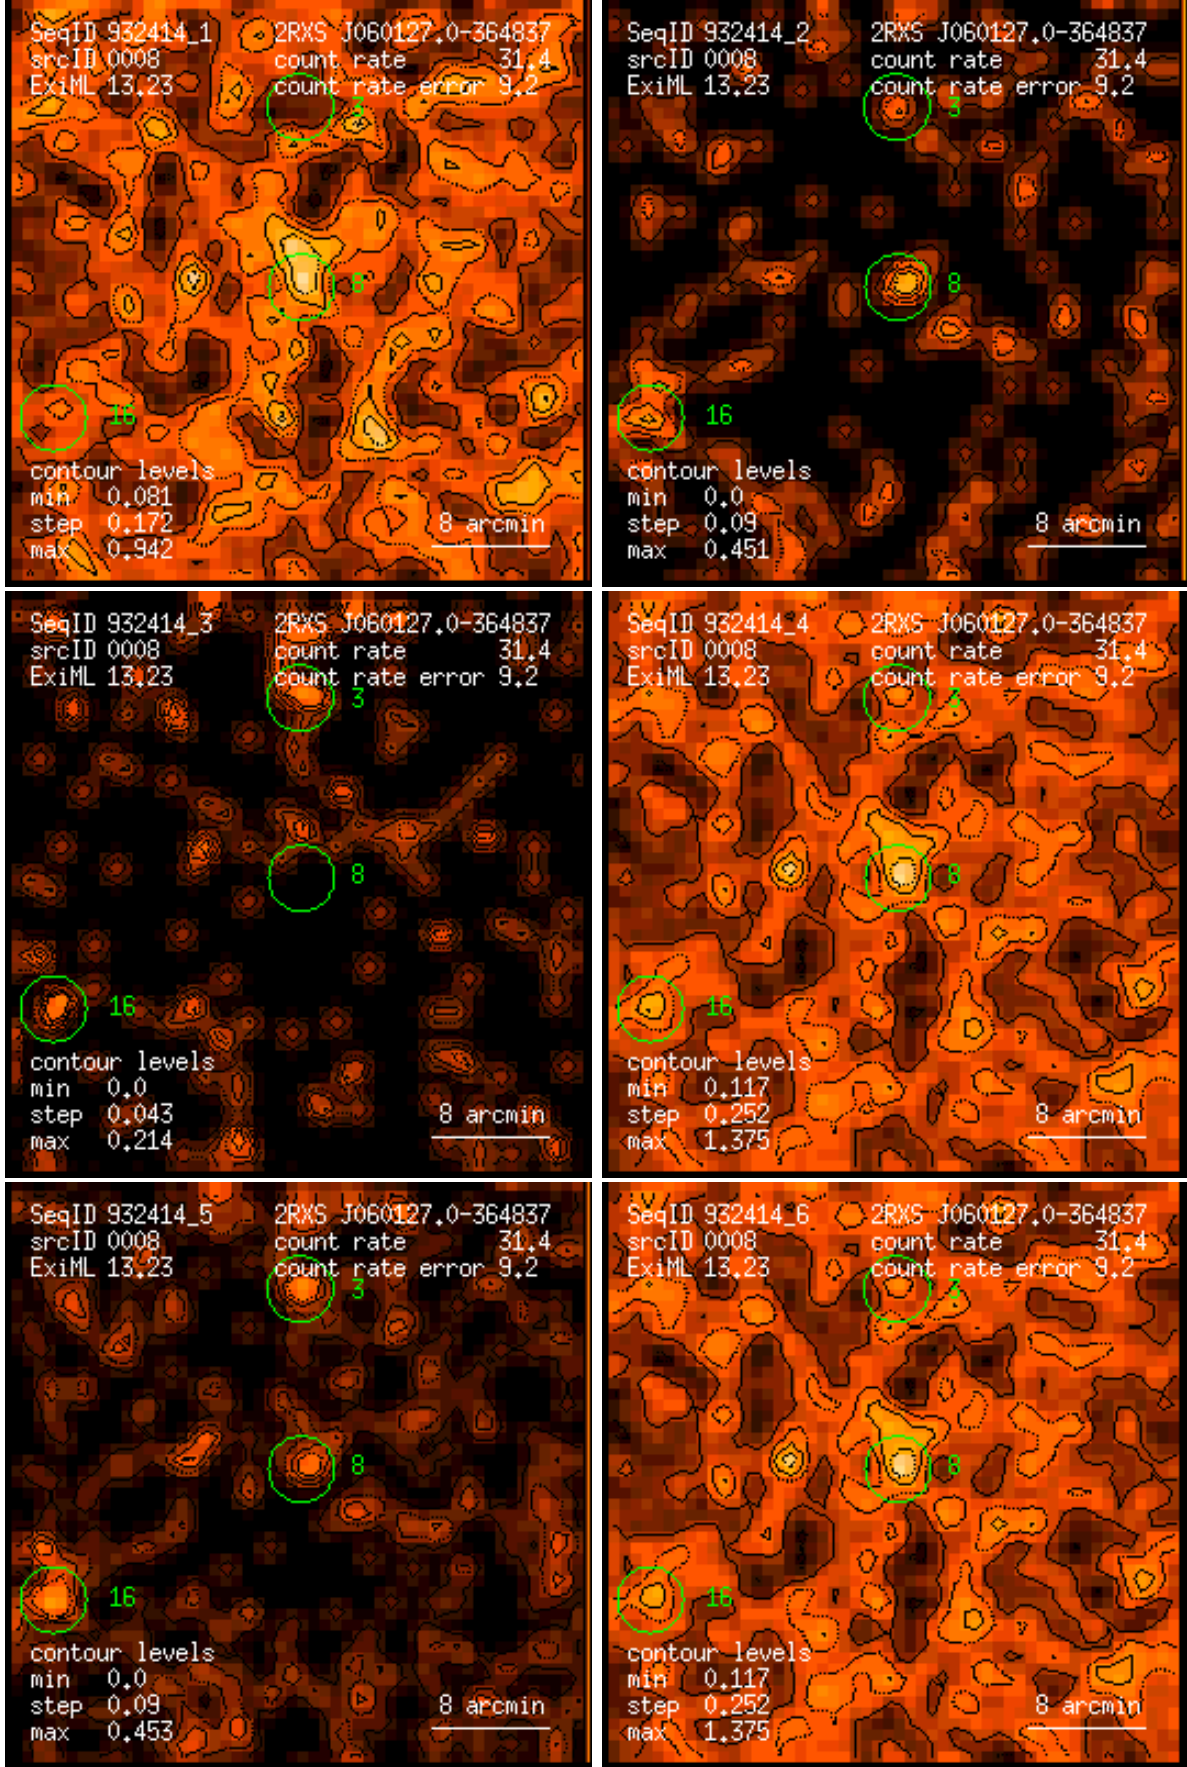 SeqID 932414_1 2RXS J060127.0-364837
srcID 0008 count rate 31.4
ExiML 13.23 count rate error 9.2
3
8
16
contour levels
min 0.081
step 0.172 8 arcmin
max 0.942
SeqID 932414_2 2RXS J060127.0-364837
srcID 0008 count rate 31.4
ExiML 13.23 count rate error 9.2
3
8
16
contour levels
min 0.0
step 0.09 8 arcmin
max 0.451
SeqID 932414_3 2RXS J060127.0-364837
srcID 0008 count rate 31.4
ExiML 13.23 count rate error 9.2
3
8
16
contour levels
min 0.0
step 0.043 8 arcmin
max 0.214
SeqID 932414_4 2RXS J060127.0-364837
srcID 0008 count rate 31.4
ExiML 13.23 count rate error 9.2
3
8
16
contour levels
min 0.117
step 0.252 8 arcmin
max 1.375
SeqID 932414_5 2RXS J060127.0-364837
srcID 0008 count rate 31.4
ExiML 13.23 count rate error 9.2
3
8
16
contour levels
min 0.0
step 0.09 8 arcmin
max 0.453
SeqID 932414_6 2RXS J060127.0-364837
srcID 0008 count rate 31.4
ExiML 13.23 count rate error 9.2
3
8
16
contour levels
min 0.117
step 0.252 8 arcmin
max 1.375